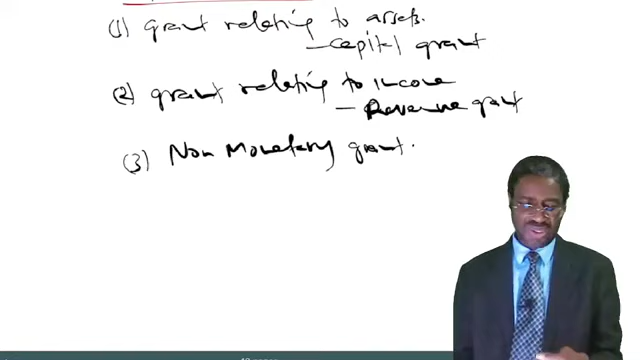 (1) grant relating to assets.
- capital grant
(2) grant relating to income
- Revenue grant
(3) Non Monetary grant.